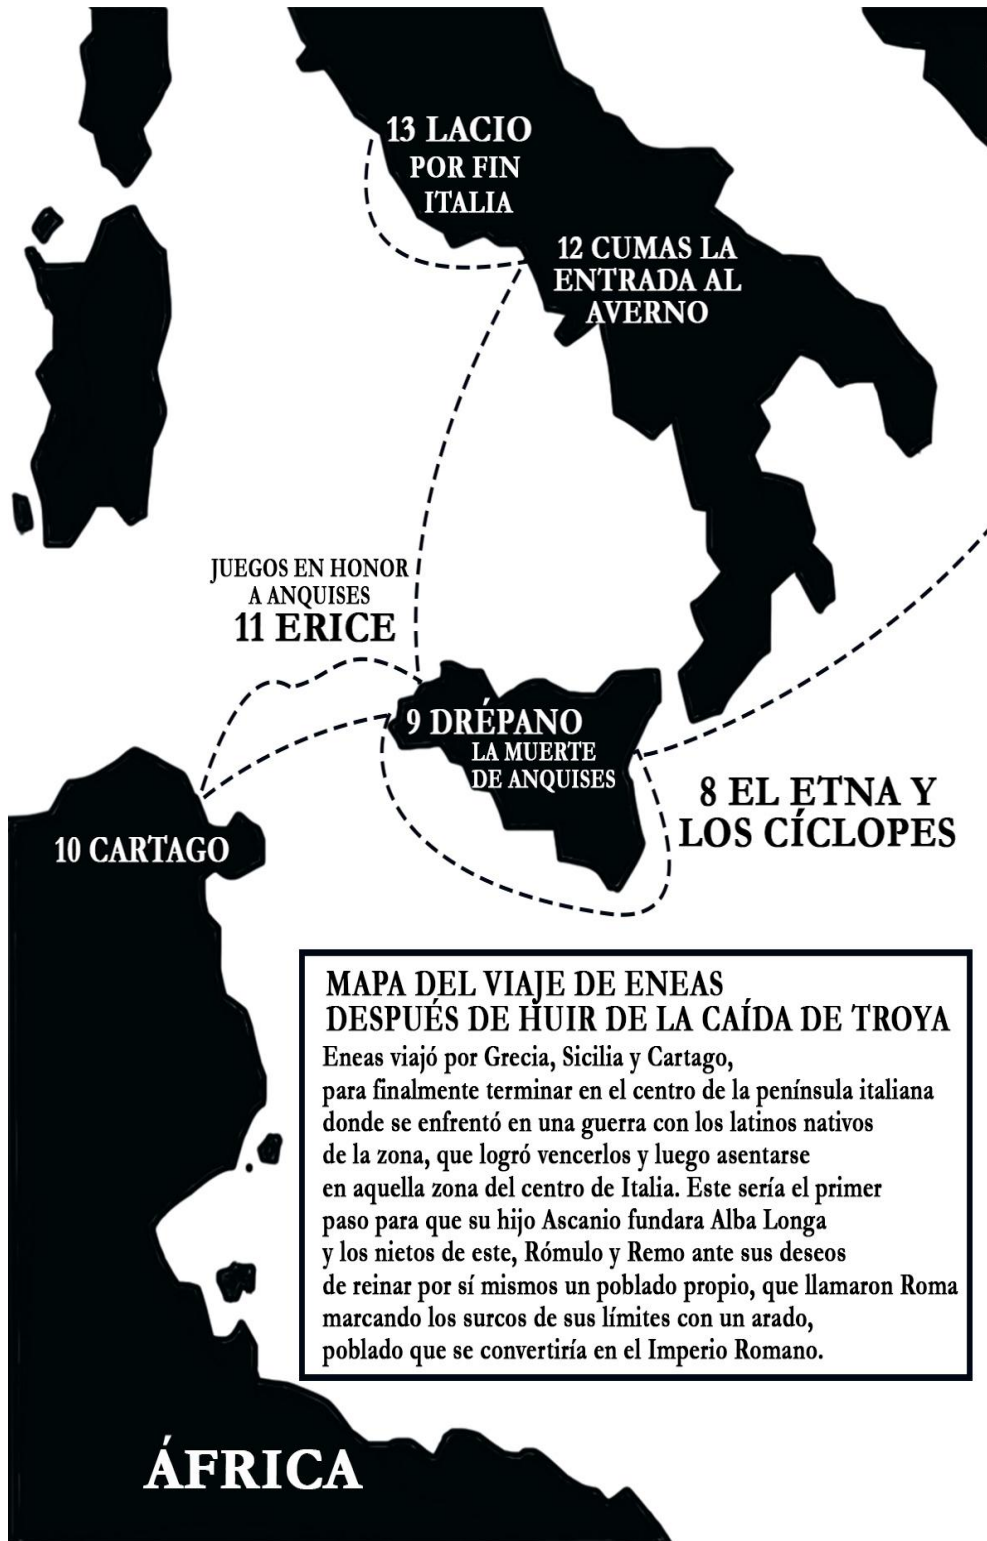 13 LACIO
POR FIN
ITALIA
12 CUMAS LA
ENTRADA AL
AVERNO
JUEGOS EN HONOR
A ANQUISES
11 ERICE
9 DRÉPANO
LA MUERTE
DE ANQUISES
8 EL ETNA Y
LOS CÍCLOPES
10 CARTAGO
MAPA DEL VIAJE DE ENEAS
DESPUÉS DE HUIR DE LA CAÍDA DE TROYA
Eneas viajó por Grecia, Sicilia y Cartago,
para finalmente terminar en el centro de la península italiana
donde se enfrentó en una guerra con los latinos nativos
de la zona, que logró vencerlos y luego asentarse
en aquella zona del centro de Italia. Este sería el primer
paso para que su hijo Ascanio fundara Alba Longa
y los nietos de este, Rómulo y Remo ante sus deseos
de reinar por sí mismos un poblado propio, que llamaron Roma
marcando los surcos de sus límites con un arado,
poblado que se convertiría en el Imperio Romano.
ÁFRICA